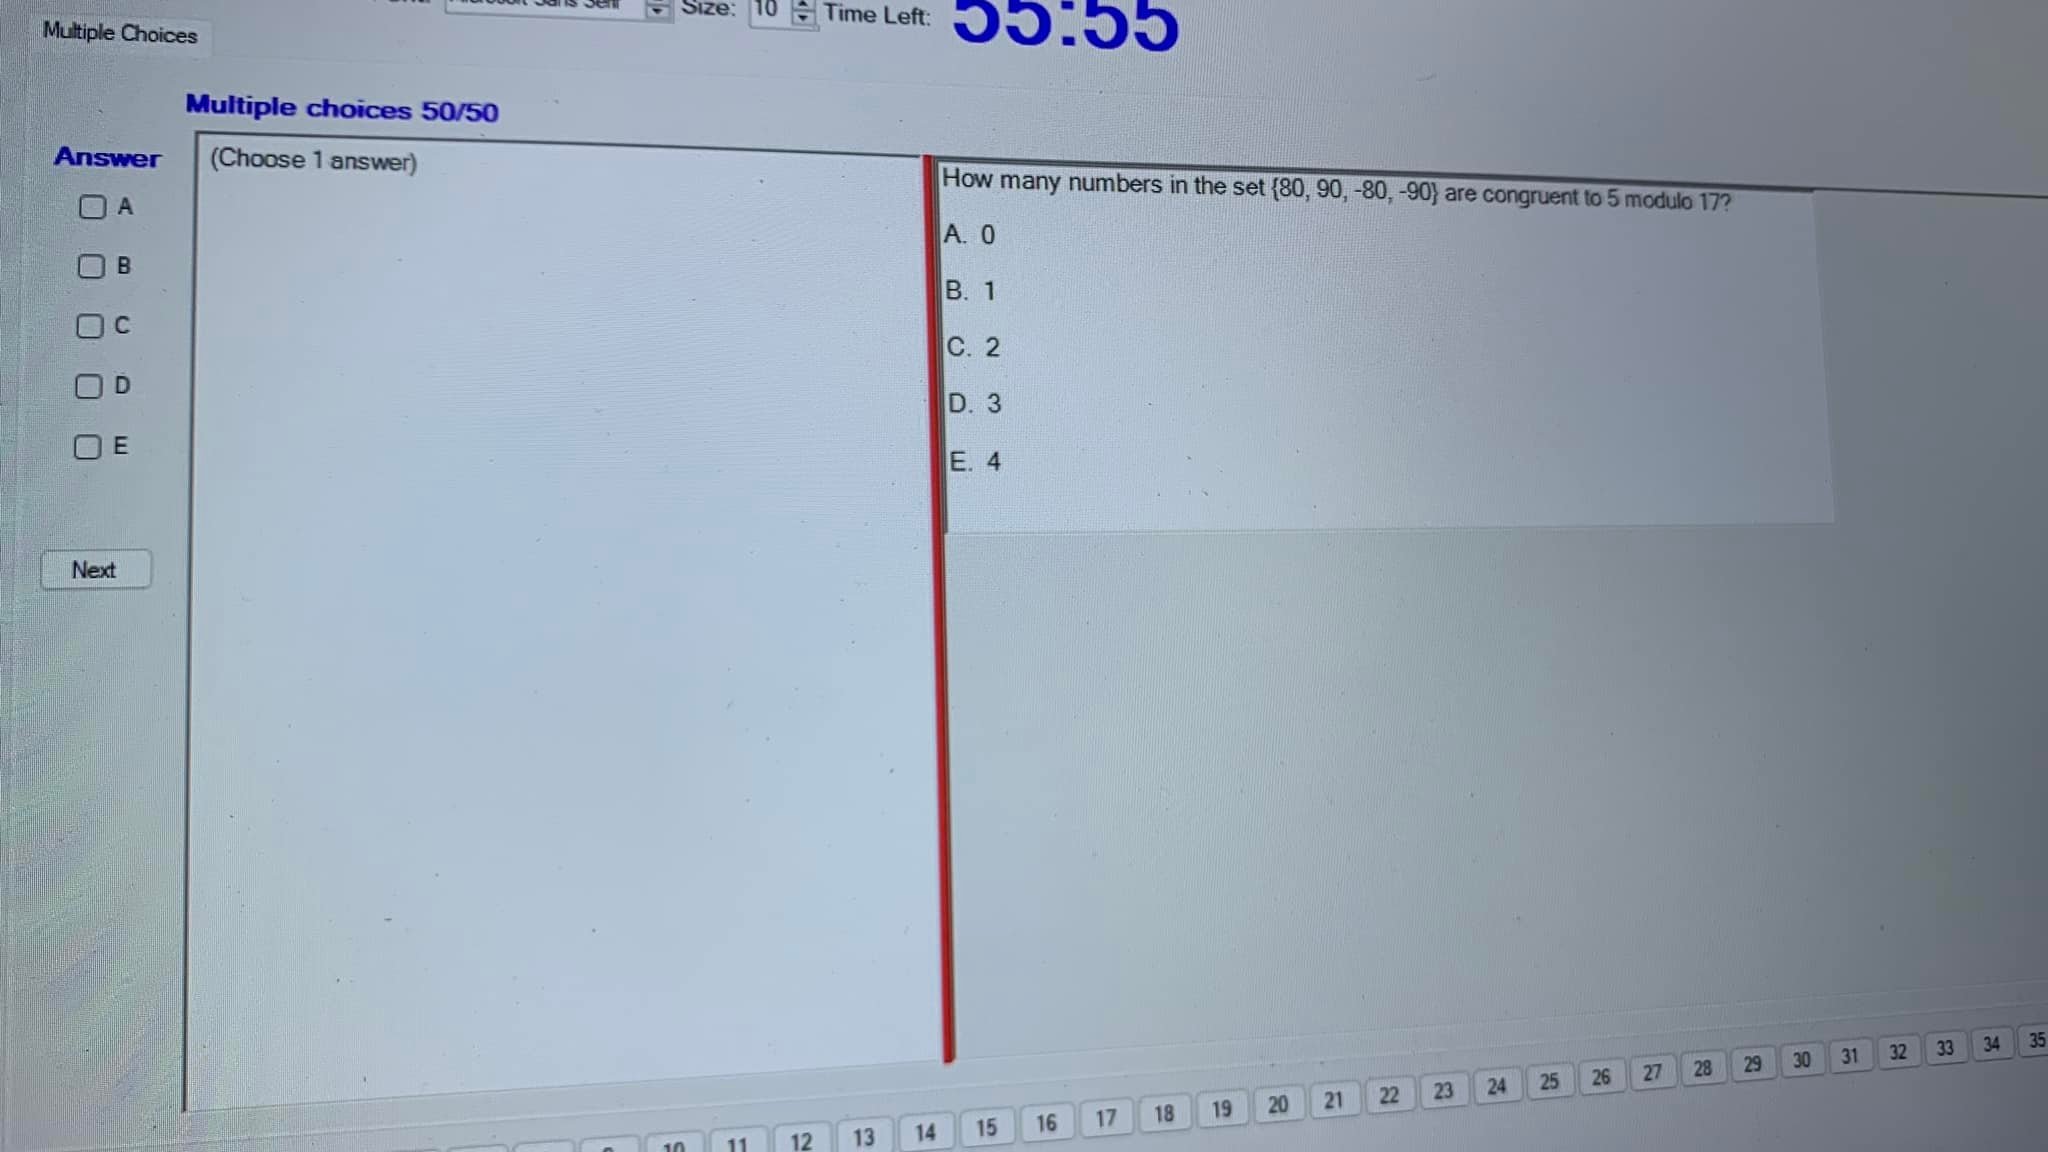 Size: 10 Time Left: 55:55
Multiple Choices
Multiple choices 50/50
Answer
(Choose 1 answer)
A
B
C
D
E
Next
How many numbers in the set {80, 90, -80, -90} are congruent to 5 modulo 17?
A. 0
B. 1
C. 2
D. 3
E. 4
10 11 12 13 14 15 16 17 18 19 20 21 22 23 24 25 26 27 28 29 30 31 32 33 34 35